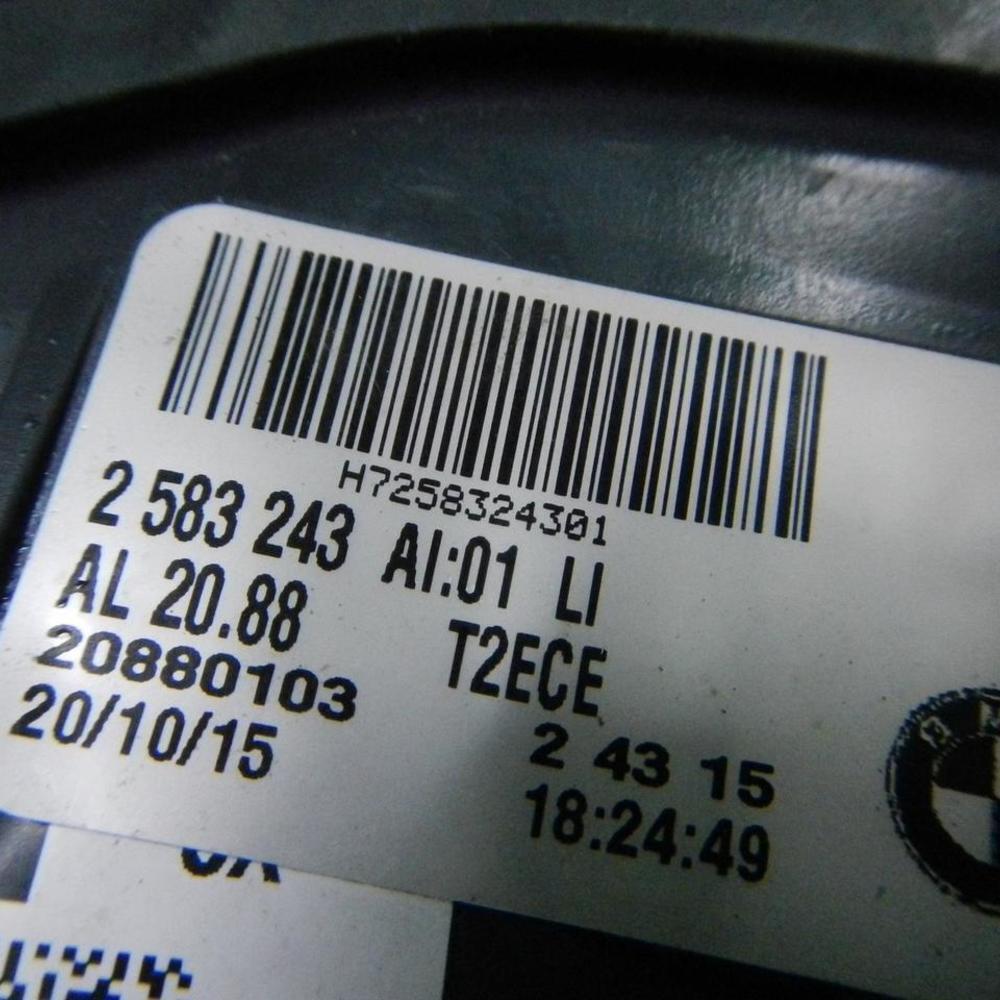 H7258324301
2 583 243 AI:01 LI
AL 20.88 T2ECE
20880103 2 43 15
20/10/15 18:24:49